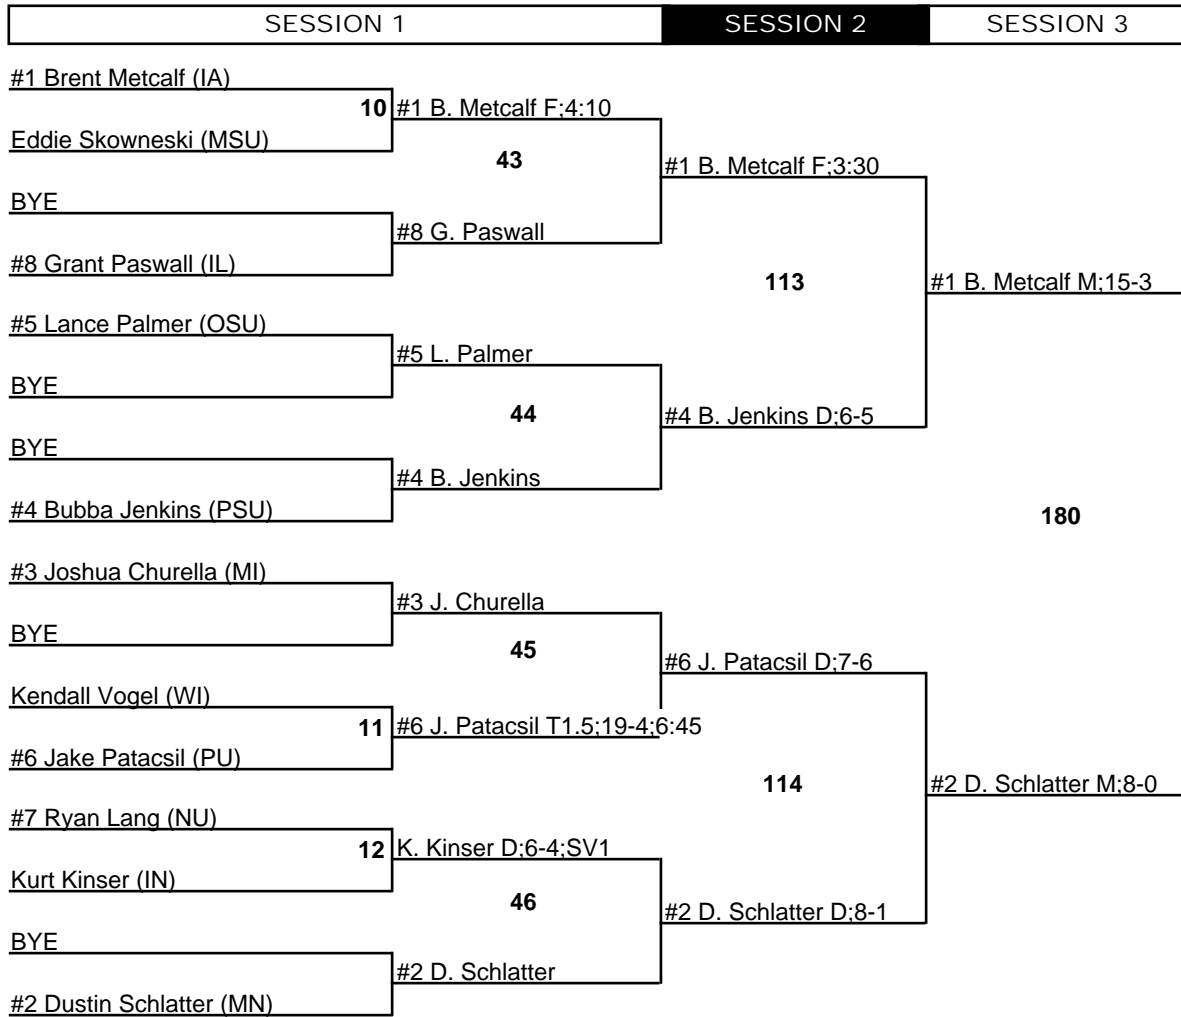 SESSION 1 SESSION 2 SESSION 3
#1 Brent Metcalf (IA)
10 #1 B. Metcalf F;4:10
Eddie Skowneski (MSU)
43
#1 B. Metcalf F;3:30
BYE
#8 G. Paswall
#8 Grant Paswall (IL)
113
#1 B. Metcalf M;15-3
#5 Lance Palmer (OSU)
#5 L. Palmer
BYE
44
#4 B. Jenkins D;6-5
BYE
#4 B. Jenkins
#4 Bubba Jenkins (PSU)
180
#3 Joshua Churella (MI)
#3 J. Churella
BYE
45
#6 J. Patacsil D;7-6
Kendall Vogel (WI)
11 #6 J. Patacsil T1.5;19-4;6:45
#6 Jake Patacsil (PU)
114
#2 D. Schlatter M;8-0
#7 Ryan Lang (NU)
12 K. Kinser D;6-4;SV1
Kurt Kinser (IN)
46
#2 D. Schlatter D;8-1
BYE
#2 D. Schlatter
#2 Dustin Schlatter (MN)